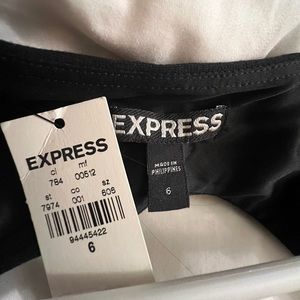 EXPRESS
MADE IN
PHILIPPINES
6
EXPRESS
cl mf
784 00512
st co sz
7974 001 606
94445422
6